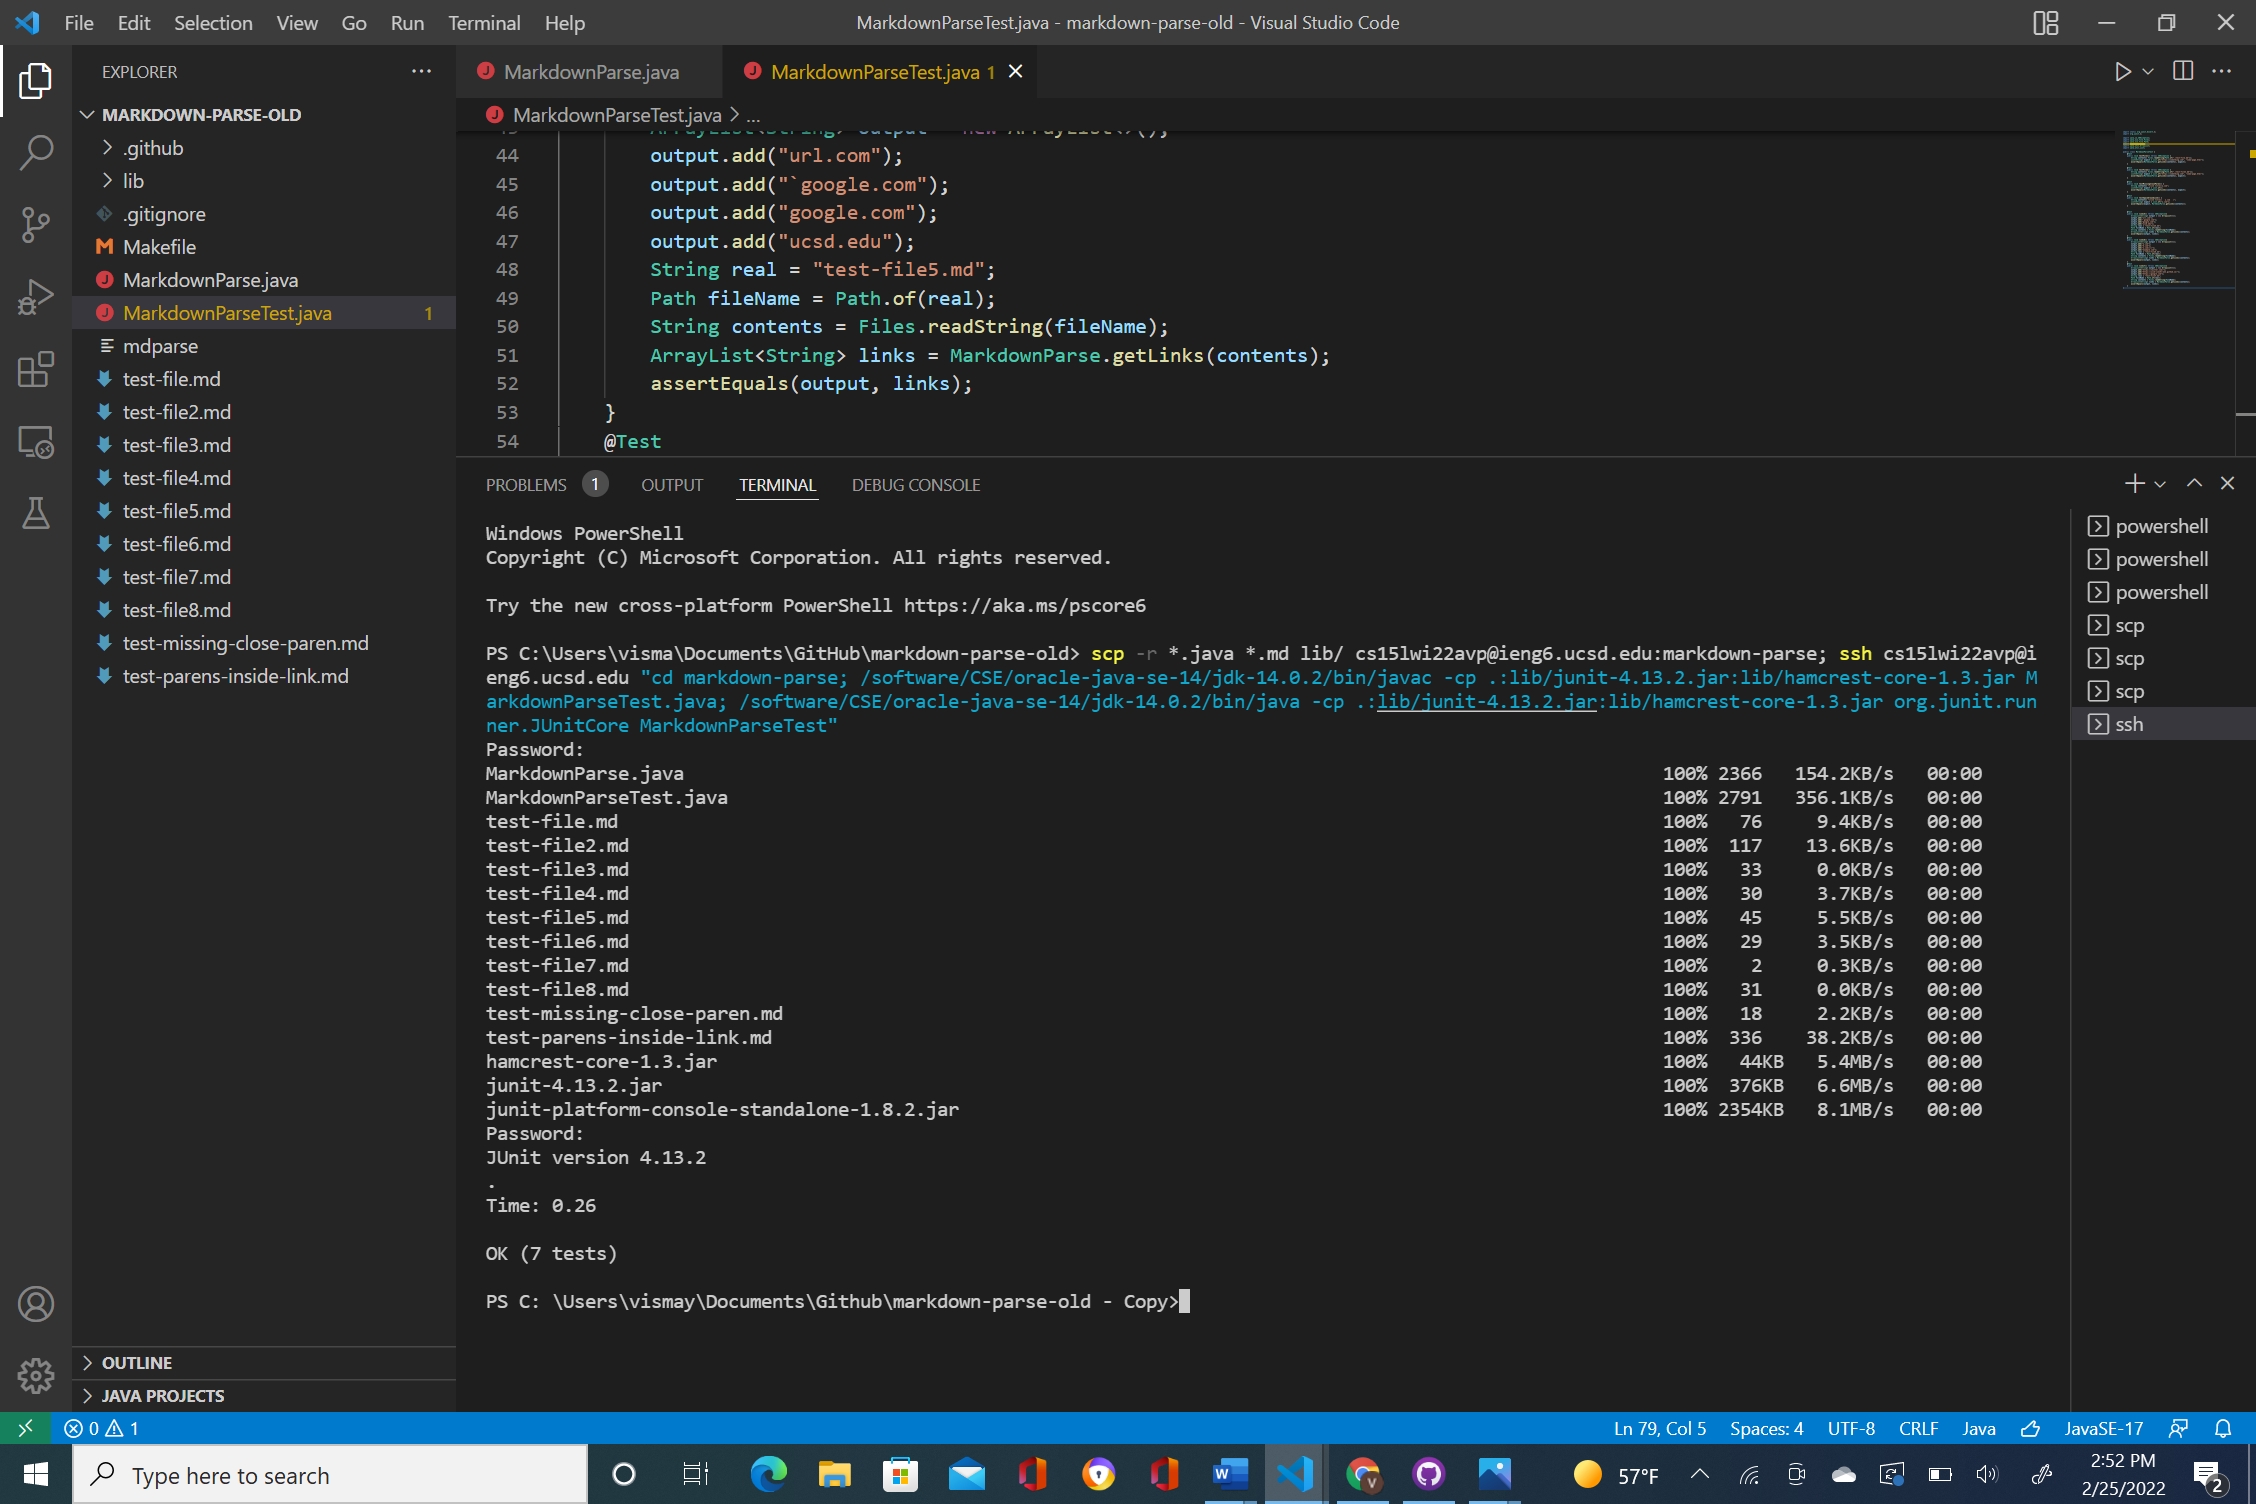 File Edit Selection View Go Run Terminal Help
MarkdownParseTest.java - markdown-parse-old - Visual Studio Code
EXPLORER
MARKDOWN-PARSE-OLD
.github
lib
.gitignore
Makefile
MarkdownParse.java
MarkdownParseTest.java 1
mdparse
test-file.md
test-file2.md
test-file3.md
test-file4.md
test-file5.md
test-file6.md
test-file7.md
test-file8.md
test-missing-close-paren.md
test-parens-inside-link.md
OUTLINE
JAVA PROJECTS
MarkdownParse.java
MarkdownParseTest.java 1
MarkdownParseTest.java > ...
44 output.add("url.com");
45 output.add("`google.com");
46 output.add("google.com");
47 output.add("ucsd.edu");
48 String real = "test-file5.md";
49 Path fileName = Path.of(real);
50 String contents = Files.readString(fileName);
51 ArrayList<String> links = MarkdownParse.getLinks(contents);
52 assertEquals(output, links);
53 }
54 @Test
PROBLEMS 1 OUTPUT TERMINAL DEBUG CONSOLE
Windows PowerShell
Copyright (C) Microsoft Corporation. All rights reserved.
Try the new cross-platform PowerShell https://aka.ms/pscore6
PS C:\Users\visma\Documents\GitHub\markdown-parse-old> scp -r *.java *.md lib/ cs15lwi22avp@ieng6.ucsd.edu:markdown-parse; ssh cs15lwi22avp@i
eng6.ucsd.edu "cd markdown-parse; /software/CSE/oracle-java-se-14/jdk-14.0.2/bin/javac -cp .:lib/junit-4.13.2.jar:lib/hamcrest-core-1.3.jar M
arkdownParseTest.java; /software/CSE/oracle-java-se-14/jdk-14.0.2/bin/java -cp .:lib/junit-4.13.2.jar:lib/hamcrest-core-1.3.jar org.junit.run
ner.JUnitCore MarkdownParseTest"
Password:
MarkdownParse.java 100% 2366 154.2KB/s 00:00
MarkdownParseTest.java 100% 2791 356.1KB/s 00:00
test-file.md 100% 76 9.4KB/s 00:00
test-file2.md 100% 117 13.6KB/s 00:00
test-file3.md 100% 33 0.0KB/s 00:00
test-file4.md 100% 30 3.7KB/s 00:00
test-file5.md 100% 45 5.5KB/s 00:00
test-file6.md 100% 29 3.5KB/s 00:00
test-file7.md 100% 2 0.3KB/s 00:00
test-file8.md 100% 31 0.0KB/s 00:00
test-missing-close-paren.md 100% 18 2.2KB/s 00:00
test-parens-inside-link.md 100% 336 38.2KB/s 00:00
hamcrest-core-1.3.jar 100% 44KB 5.4MB/s 00:00
junit-4.13.2.jar 100% 376KB 6.6MB/s 00:00
junit-platform-console-standalone-1.8.2.jar 100% 2354KB 8.1MB/s 00:00
Password:
JUnit version 4.13.2
.
Time: 0.26
OK (7 tests)
PS C: \Users\vismay\Documents\Github\markdown-parse-old - Copy>
powershell
powershell
powershell
scp
scp
scp
ssh
0 1
Ln 79, Col 5 Spaces: 4 UTF-8 CRLF Java JavaSE-17
Type here to search
57°F
2:52 PM
2/25/2022
2